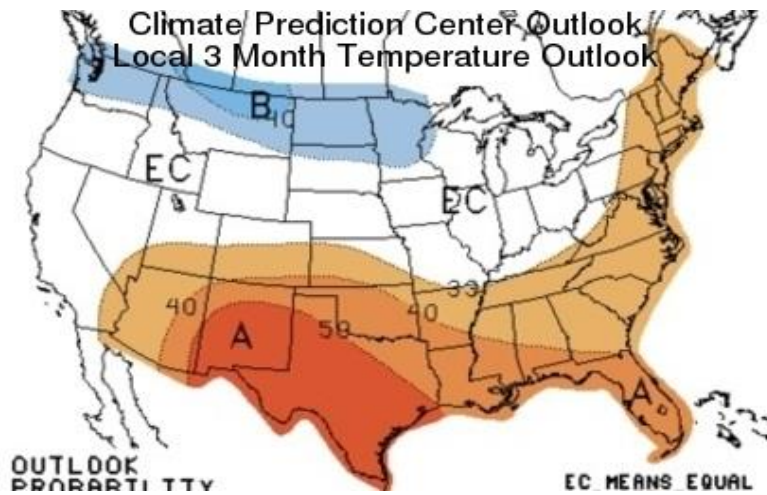 Climate Prediction Center Outlook
Local 3 Month Temperature Outlook
B
40
EC
EC
33
40
40
50
A
A
OUTLOOK
PROBABILITY
EC MEANS EQUAL